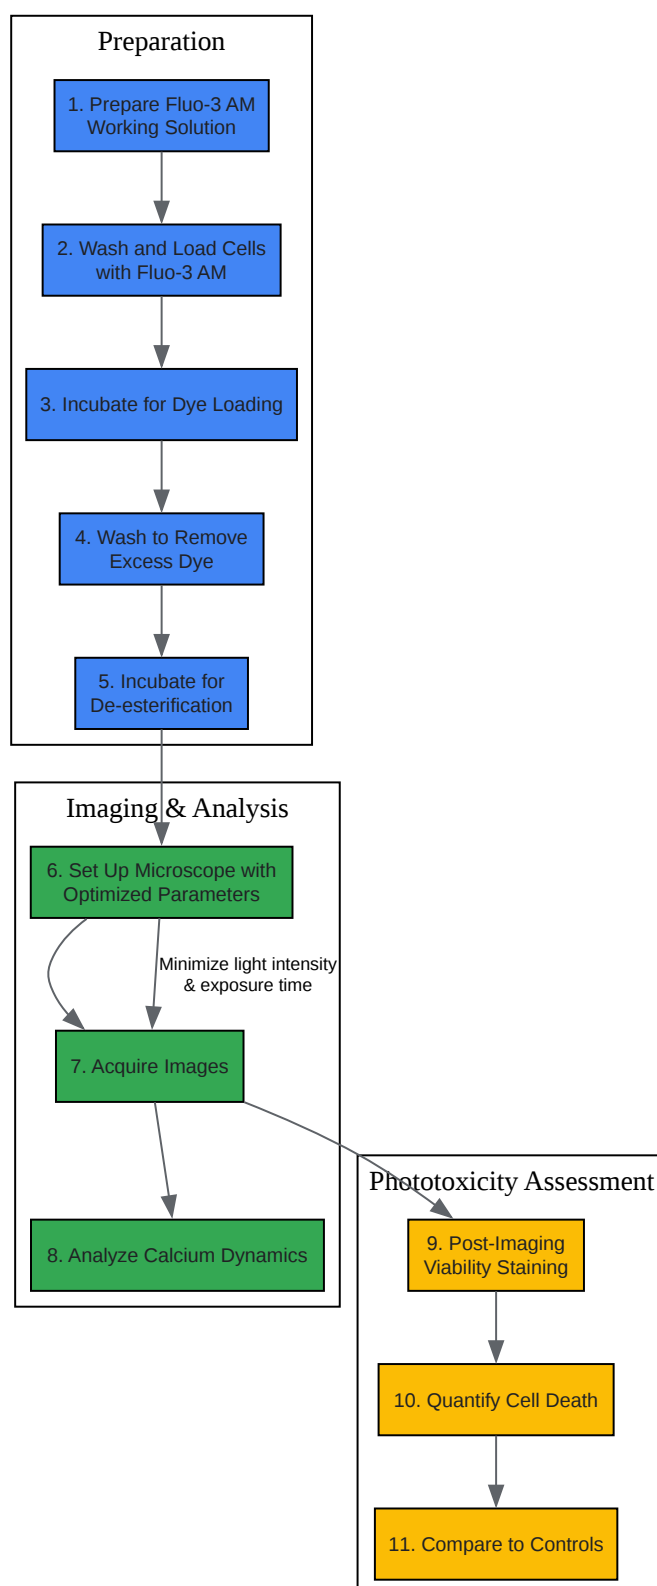 Preparation
1. Prepare Fluo-3 AM
Working Solution
2. Wash and Load Cells
with Fluo-3 AM
3. Incubate for Dye Loading
4. Wash to Remove
Excess Dye
5. Incubate for
De-esterification
Imaging & Analysis
6. Set Up Microscope with
Optimized Parameters
Minimize light intensity
& exposure time
7. Acquire Images
8. Analyze Calcium Dynamics
Phototoxicity Assessment
9. Post-Imaging
Viability Staining
10. Quantify Cell Death
11. Compare to Controls